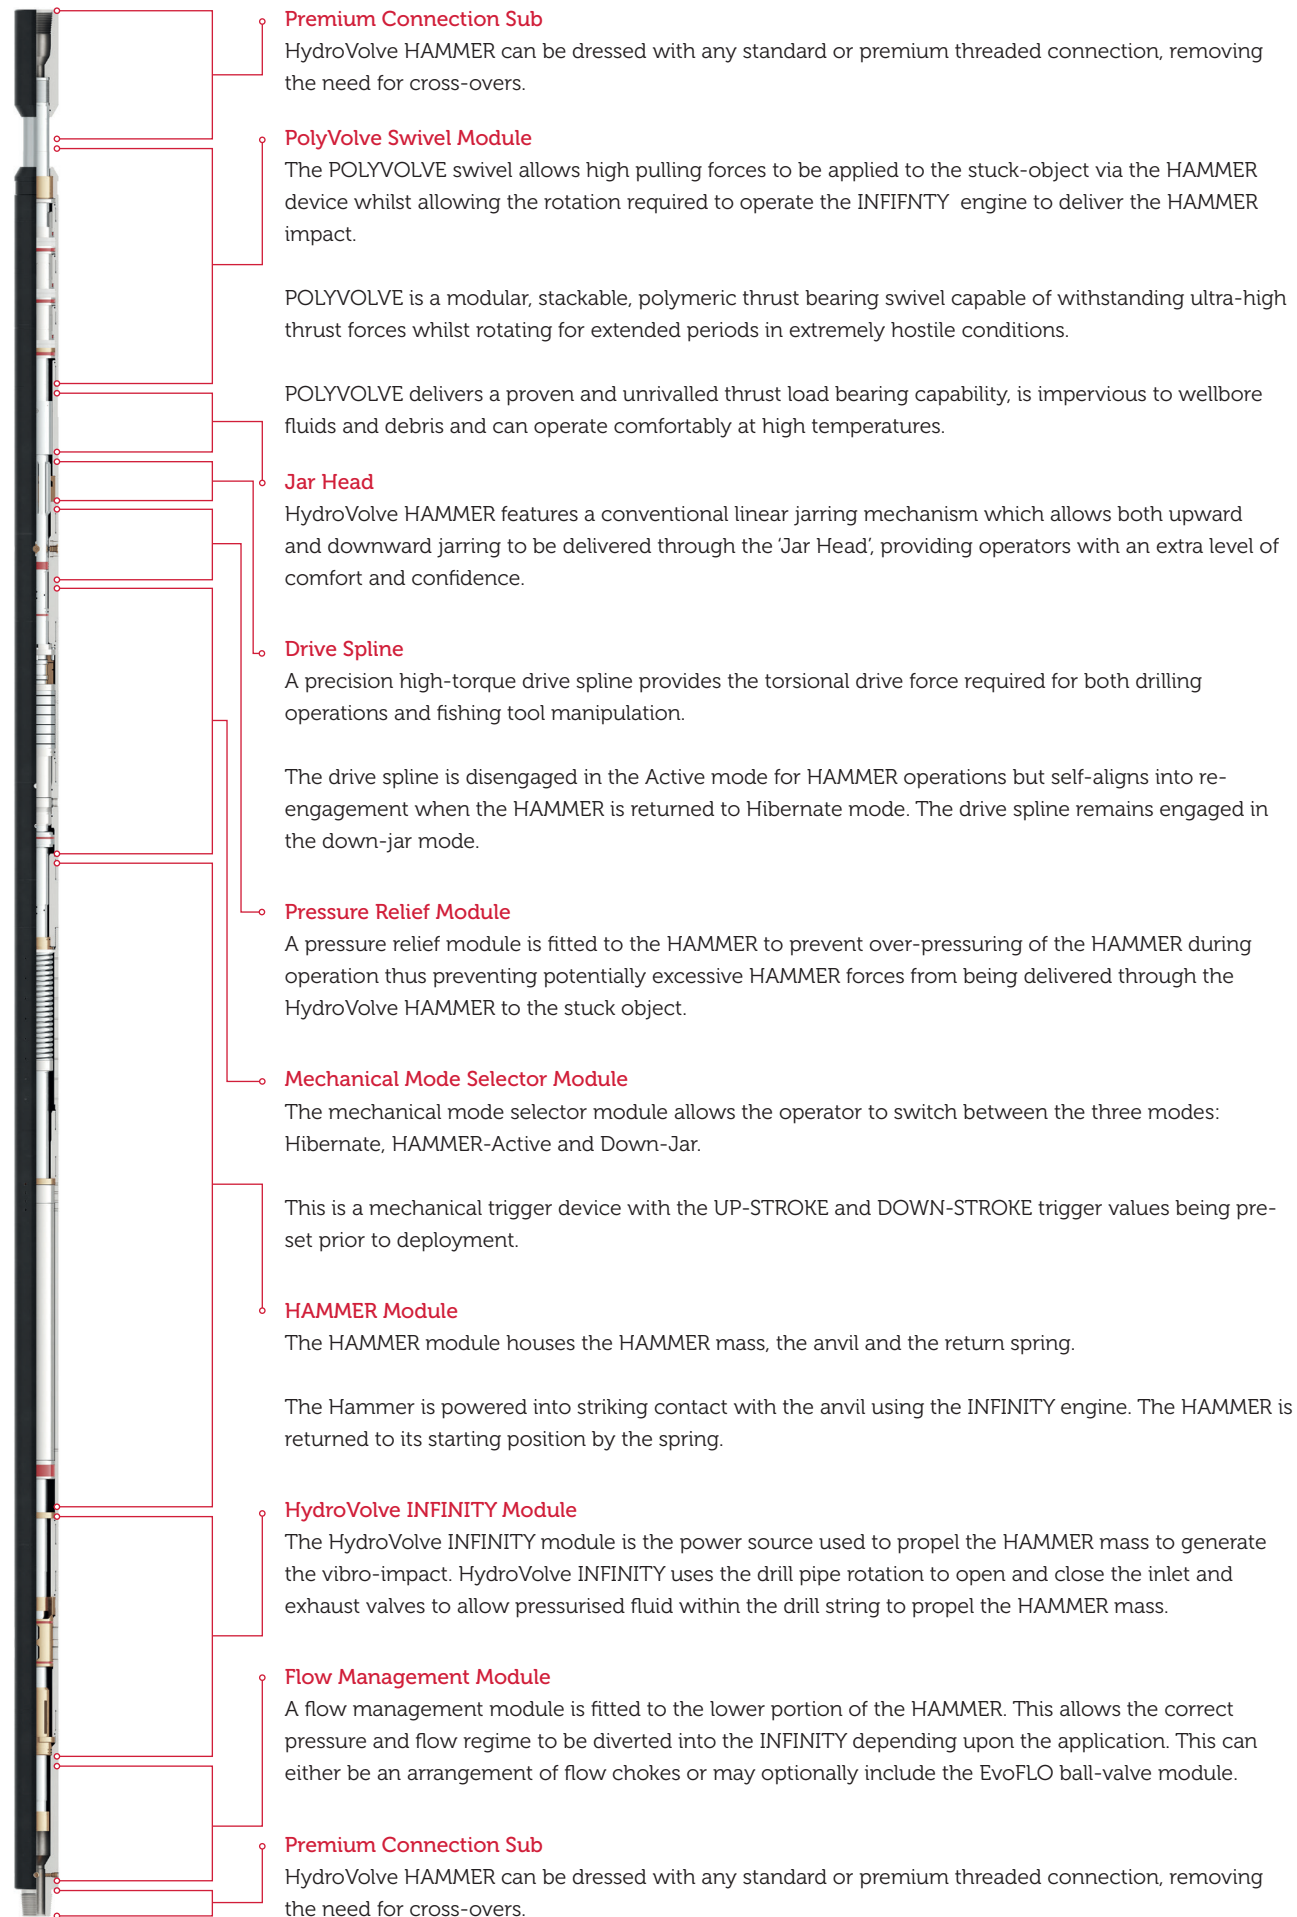 Premium Connection Sub
HydroVolve HAMMER can be dressed with any standard or premium threaded connection, removing
the need for cross-overs.
PolyVolve Swivel Module
The POLYVOLVE swivel allows high pulling forces to be applied to the stuck-object via the HAMMER
device whilst allowing the rotation required to operate the INFIFNTY engine to deliver the HAMMER
impact.
POLYVOLVE is a modular, stackable, polymeric thrust bearing swivel capable of withstanding ultra-high
thrust forces whilst rotating for extended periods in extremely hostile conditions.
POLYVOLVE delivers a proven and unrivalled thrust load bearing capability, is impervious to wellbore
fluids and debris and can operate comfortably at high temperatures.
Jar Head
HydroVolve HAMMER features a conventional linear jarring mechanism which allows both upward
and downward jarring to be delivered through the ‘Jar Head’, providing operators with an extra level of
comfort and confidence.
Drive Spline
A precision high-torque drive spline provides the torsional drive force required for both drilling
operations and fishing tool manipulation.
The drive spline is disengaged in the Active mode for HAMMER operations but self-aligns into re-
engagement when the HAMMER is returned to Hibernate mode. The drive spline remains engaged in
the down-jar mode.
Pressure Relief Module
A pressure relief module is fitted to the HAMMER to prevent over-pressuring of the HAMMER during
operation thus preventing potentially excessive HAMMER forces from being delivered through the
HydroVolve HAMMER to the stuck object.
Mechanical Mode Selector Module
The mechanical mode selector module allows the operator to switch between the three modes:
Hibernate, HAMMER-Active and Down-Jar.
This is a mechanical trigger device with the UP-STROKE and DOWN-STROKE trigger values being pre-
set prior to deployment.
HAMMER Module
The HAMMER module houses the HAMMER mass, the anvil and the return spring.
The Hammer is powered into striking contact with the anvil using the INFINITY engine. The HAMMER is
returned to its starting position by the spring.
HydroVolve INFINITY Module
The HydroVolve INFINITY module is the power source used to propel the HAMMER mass to generate
the vibro-impact. HydroVolve INFINITY uses the drill pipe rotation to open and close the inlet and
exhaust valves to allow pressurised fluid within the drill string to propel the HAMMER mass.
Flow Management Module
A flow management module is fitted to the lower portion of the HAMMER. This allows the correct
pressure and flow regime to be diverted into the INFINITY depending upon the application. This can
either be an arrangement of flow chokes or may optionally include the EvoFLO ball-valve module.
Premium Connection Sub
HydroVolve HAMMER can be dressed with any standard or premium threaded connection, removing
the need for cross-overs.